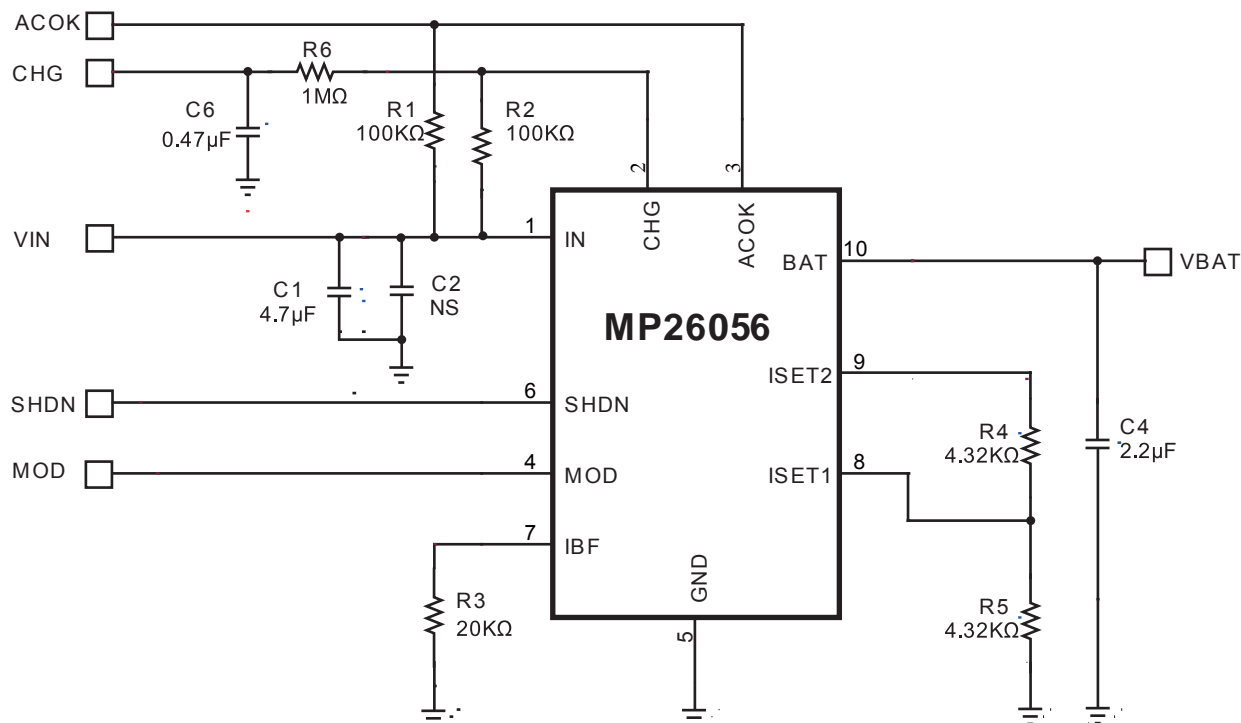 ACOK
CHG
R6
1MΩ
C6
0.47µF
R1
100KΩ
R2
100KΩ
2
3
CHG
ACOK
VIN
1
IN
C1
4.7µF
C2
NS
BAT
10
VBAT
MP26056
ISET2
9
SHDN
6
SHDN
R4
4.32KΩ
C4
2.2µF
MOD
4
MOD
ISET1
8
7
IBF
GND
R3
20KΩ
R5
4.32KΩ
5